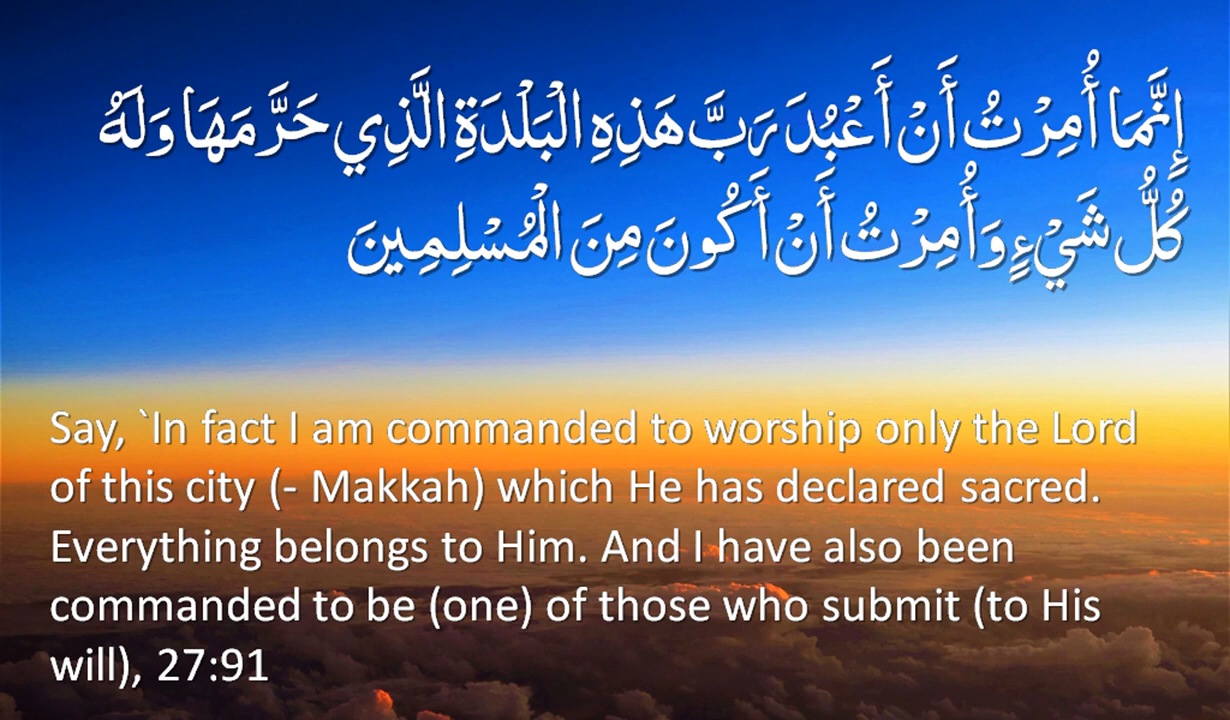 إِنَّمَا أُمِرْتُ أَنْ أَعْبُدَ رَبَّ هَذِهِ الْبَلْدَةِ الَّذِي حَرَّمَهَا وَلَهُ
كُلُّ شَيْءٍ وَأُمِرْتُ أَنْ أَكُونَ مِنَ الْمُسْلِمِينَ
Say, `In fact I am commanded to worship only the Lord
of this city (- Makkah) which He has declared sacred.
Everything belongs to Him. And I have also been
commanded to be (one) of those who submit (to His
will), 27:91